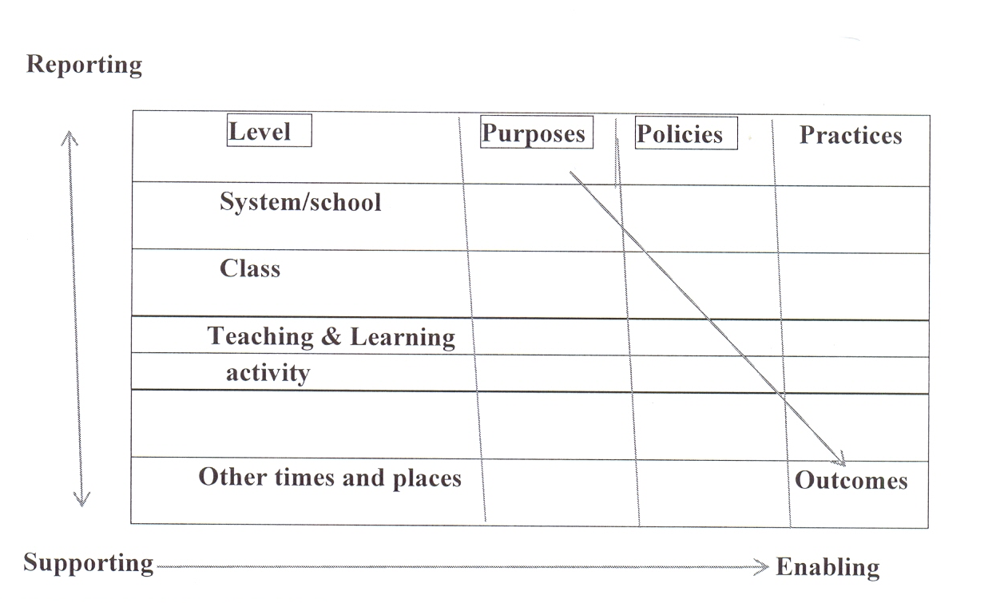 Reporting
Level Purposes Policies Practices
System/school
Class
Teaching & Learning
activity
Other times and places Outcomes
Supporting Enabling